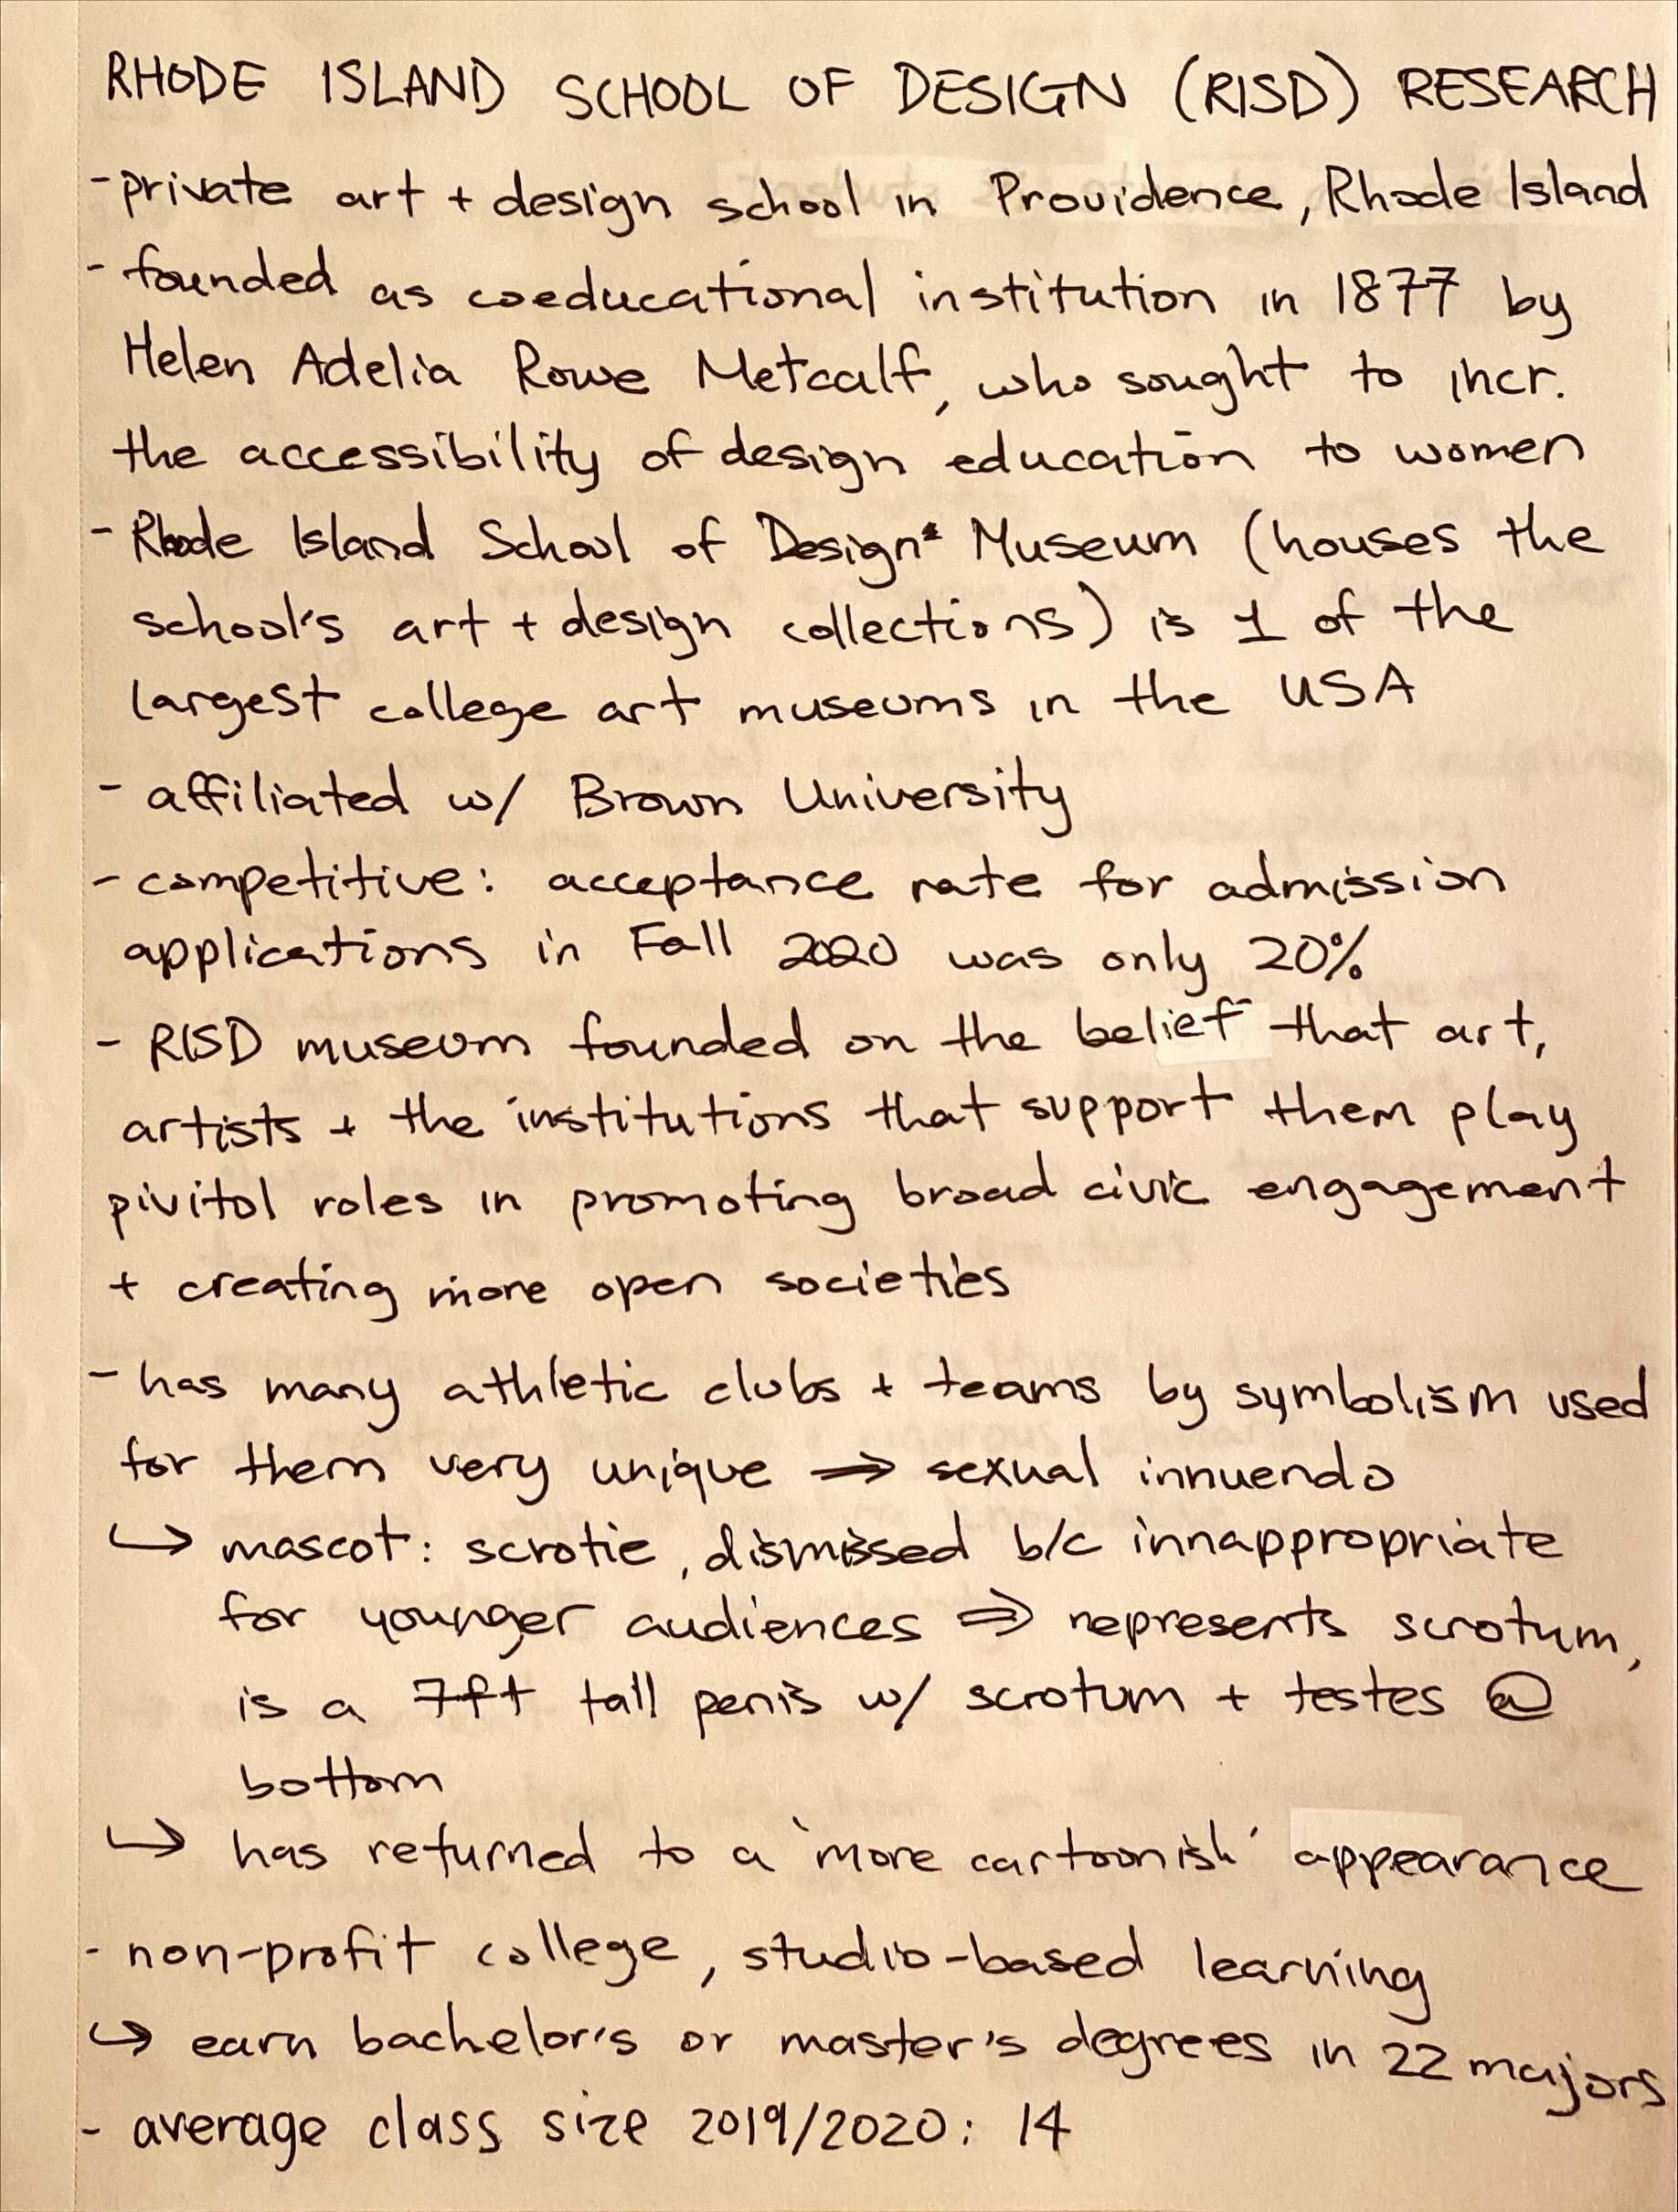 RHODE ISLAND SCHOOL OF DESIGN (RISD) RESEARCH
- private art + design school in Providence, Rhode Island
- founded as coeducational institution in 1877 by
Helen Adelia Rowe Metcalf, who sought to incr.
the accessibility of design education to women
- Rhode Island School of Design Museum (houses the
school's art + design collections) is 1 of the
largest college art museums in the USA
- affiliated w/ Brown University
- competitive: acceptance rate for admission
applications in Fall 2020 was only 20%
- RISD museum founded on the belief that art,
artists + the institutions that support them play
pivitol roles in promoting broad civic engagement
+ creating more open societies
- has many athletic clubs + teams by symbolism used
for them very unique ⇒ sexual innuendo
↪ mascot: scrotie, dismissed b/c innappropriate
for younger audiences ⇒ represents scrotum,
is a 7ft tall penis w/ scrotum + testes @
bottom
↪ has returned to a 'more cartoonish' appearance
- non-profit college, studio-based learning
↪ earn bachelor's or master's degrees in 22 majors
- average class size 2019/2020: 14